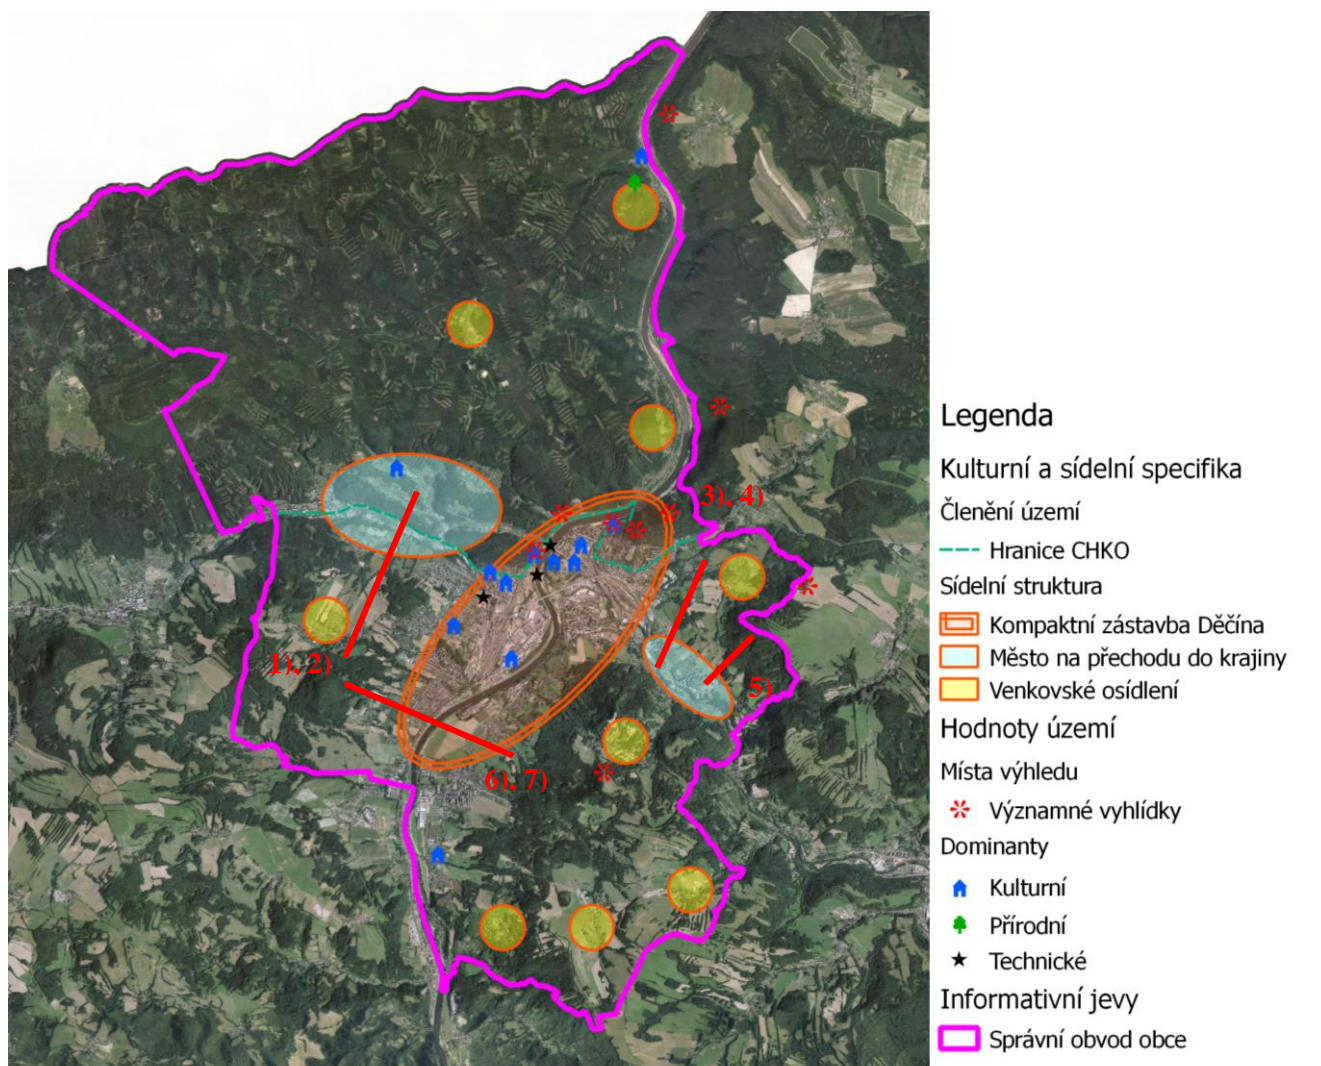 3), 4)
1), 2)
5)
6), 7)
Legenda
Kulturní a sídelní specifika
Členění území
Hranice CHKO
Sídelní struktura
Kompaktní zástavba Děčína
Město na přechodu do krajiny
Venkovské osídlení
Hodnoty území
Místa výhledu
Významné vyhlídky
Dominanty
Kulturní
Přírodní
Technické
Informativní jevy
Správní obvod obce